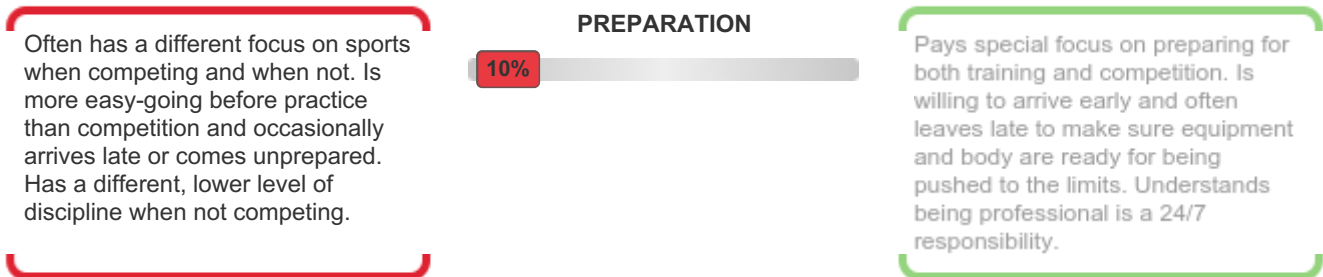 Often has a different focus on sports
when competing and when not. Is
more easy-going before practice
than competition and occasionally
arrives late or comes unprepared.
Has a different, lower level of
discipline when not competing.
PREPARATION
10%
Pays special focus on preparing for
both training and competition. Is
willing to arrive early and often
leaves late to make sure equipment
and body are ready for being
pushed to the limits. Understands
being professional is a 24/7
responsibility.